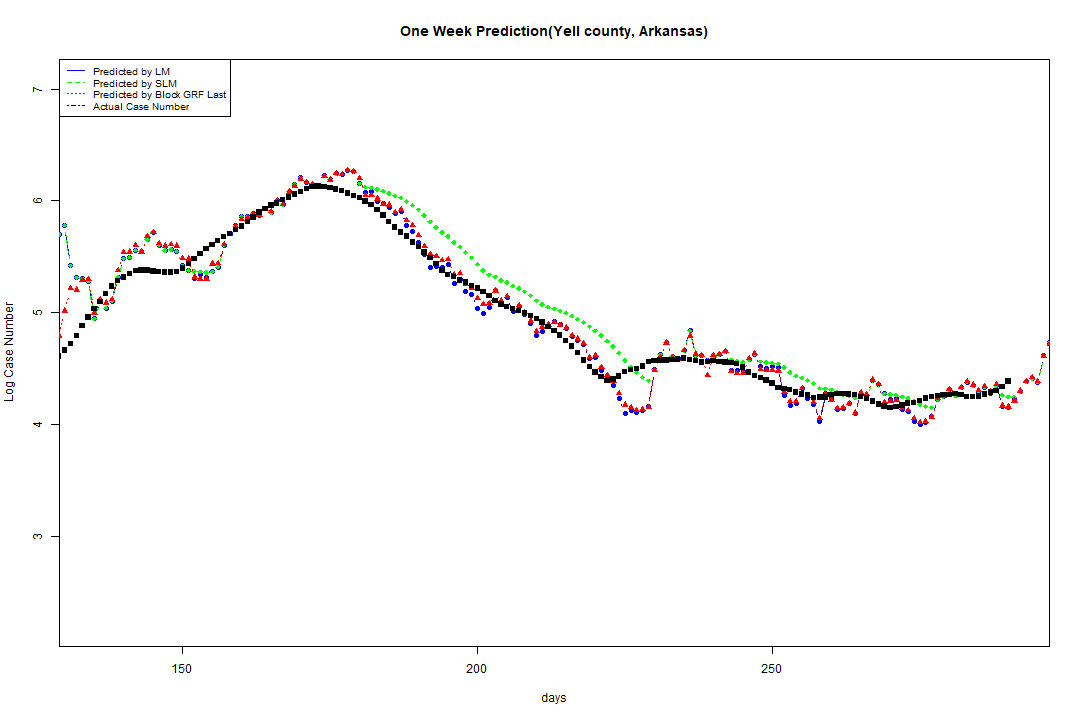 One Week Prediction(Yell county, Arkansas)
Predicted by LM
Predicted by SLM
Predicted by Block GRF Last
Actual Case Number
7
6
5
4
3
Log Case Number
150
200
250
days